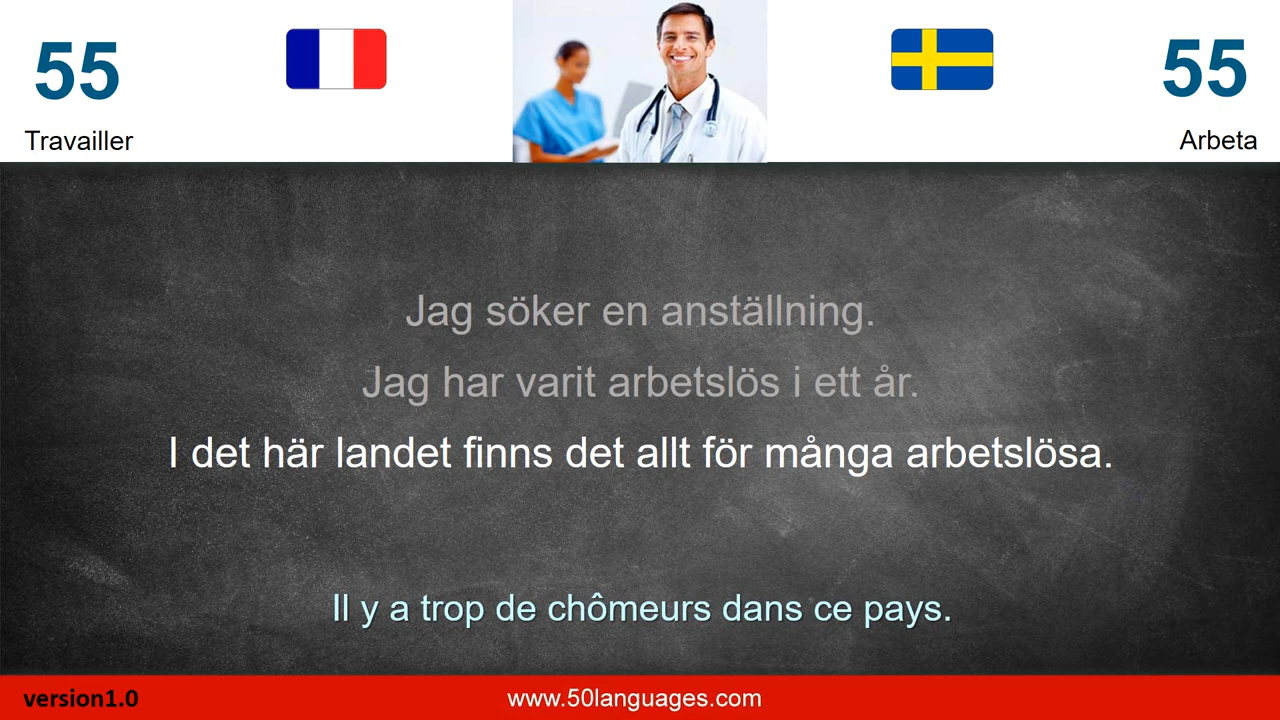 55
55
Travailler
Arbeta
Jag söker en anställning.
Jag har varit arbetslös i ett år.
I det här landet finns det allt för många arbetslösa.
Il y a trop de chômeurs dans ce pays.
version1.0
www.50languages.com